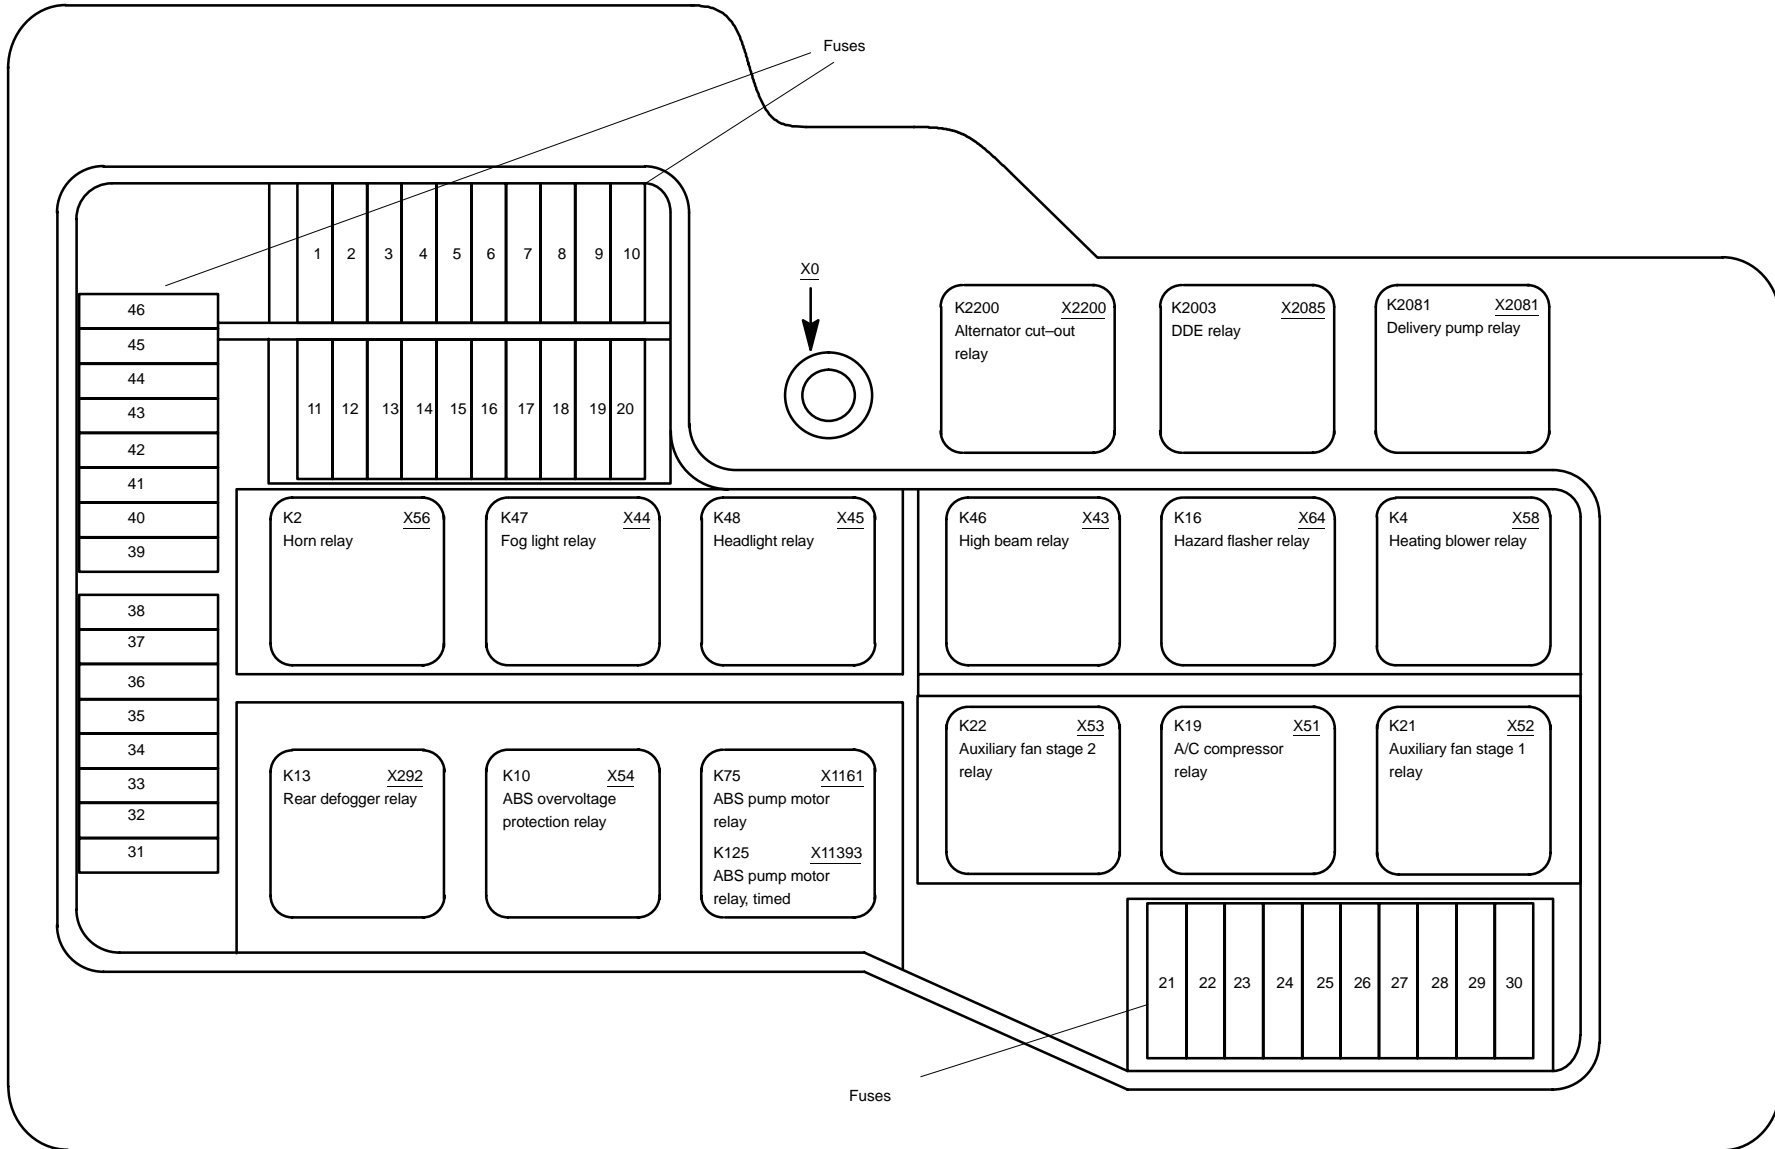 Fuses
1 2 3 4 5 6 7 8 9 10
X0
46
45
44
43
42
41
40
39
38
37
36
35
34
33
32
31
11 12 13 14 15 16 17 18 19 20
K2200 X2200
Alternator cut–out
relay
K2003 X2085
DDE relay
K2081 X2081
Delivery pump relay
K2 X56
Horn relay
K47 X44
Fog light relay
K48 X45
Headlight relay
K46 X43
High beam relay
K16 X64
Hazard flasher relay
K4 X58
Heating blower relay
K22 X53
Auxiliary fan stage 2
relay
K19 X51
A/C compressor
relay
K21 X52
Auxiliary fan stage 1
relay
K13 X292
Rear defogger relay
K10 X54
ABS overvoltage
protection relay
K75 X1161
ABS pump motor
relay
K125 X11393
ABS pump motor
relay, timed
21 22 23 24 25 26 27 28 29 30
Fuses